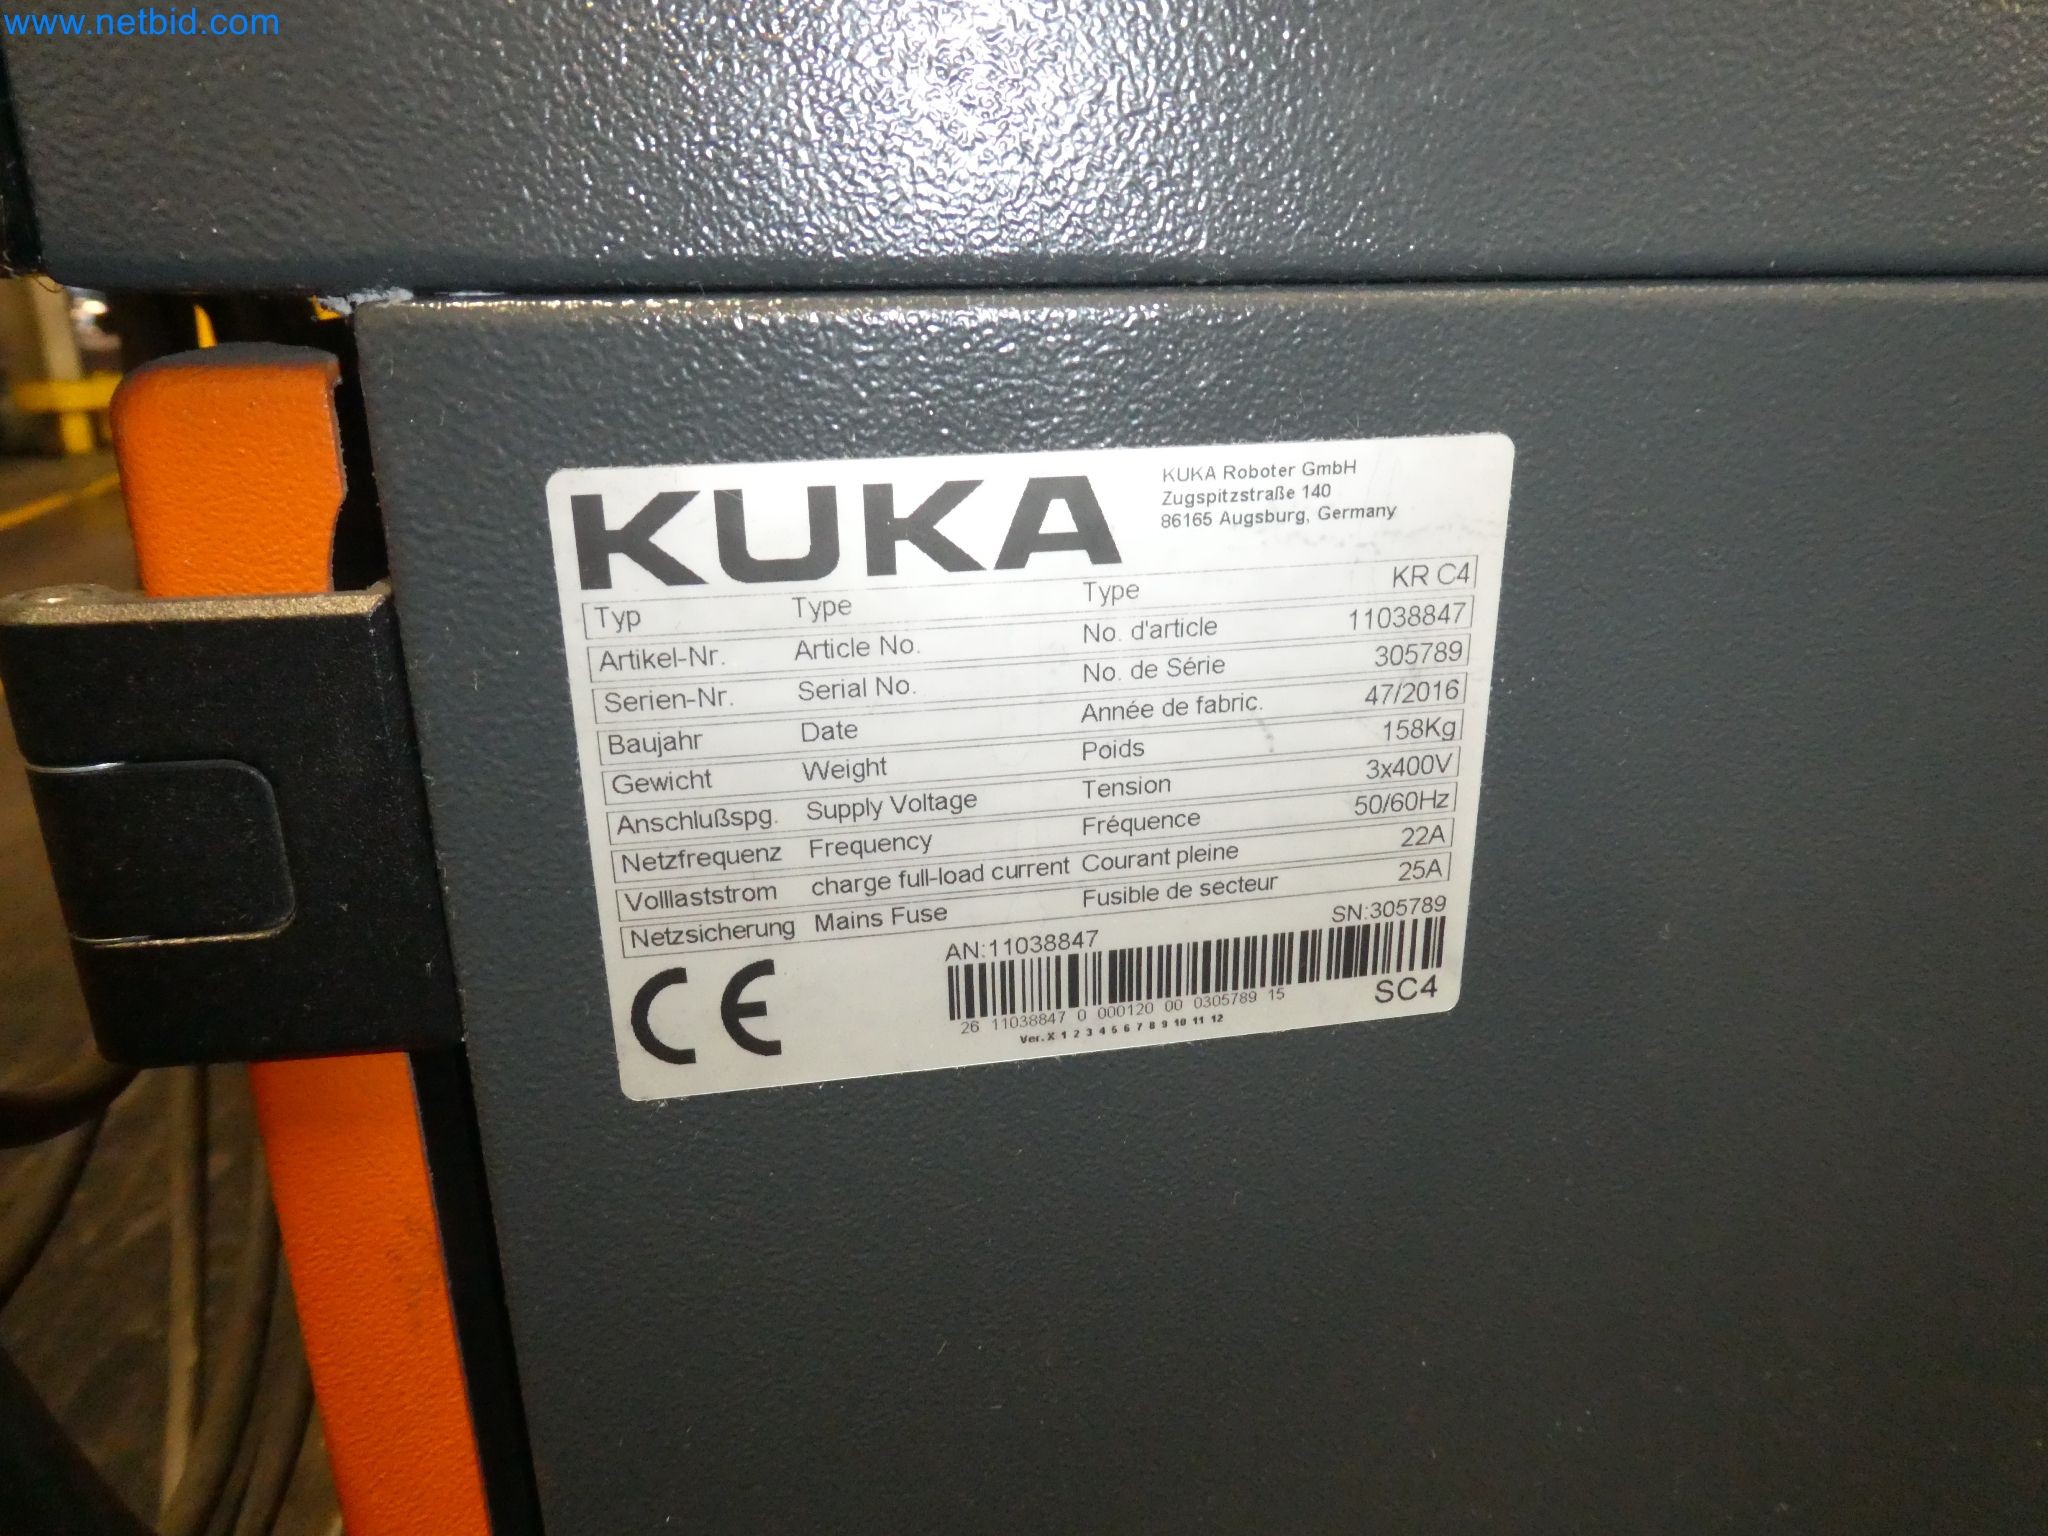 www.netbid.com
KUKA
KUKA Roboter GmbH
Zugspitzstraße 140
86165 Augsburg, Germany
Typ Type Type KR C4
Artikel-Nr. Article No. No. d'article 11038847
Serien-Nr. Serial No. No. de Série 305789
Baujahr Date Année de fabric. 47/2016
Gewicht Weight Poids 158Kg
Anschlußspg. Supply Voltage Tension 3x400V
Netzfrequenz Frequency Fréquence 50/60Hz
Volllaststrom charge full-load current Courant pleine 22A
Netzsicherung Mains Fuse Fusible de secteur 25A
AN:11038847 SN:305789
CE
26 11038847 0 000120 00 0305789 15 SC4
Ver. X 1 2 3 4 5 6 7 8 9 10 11 12